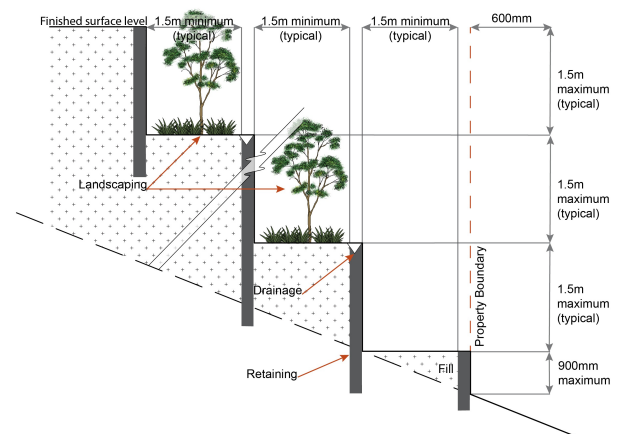 Finished surface level
1.5m minimum
(typical)
1.5m minimum
(typical)
1.5m minimum
(typical)
600mm
1.5m
maximum
(typical)
Landscaping
1.5m
maximum
(typical)
Drainage
Property Boundary
1.5m
maximum
(typical)
Retaining
Fill
900mm
maximum